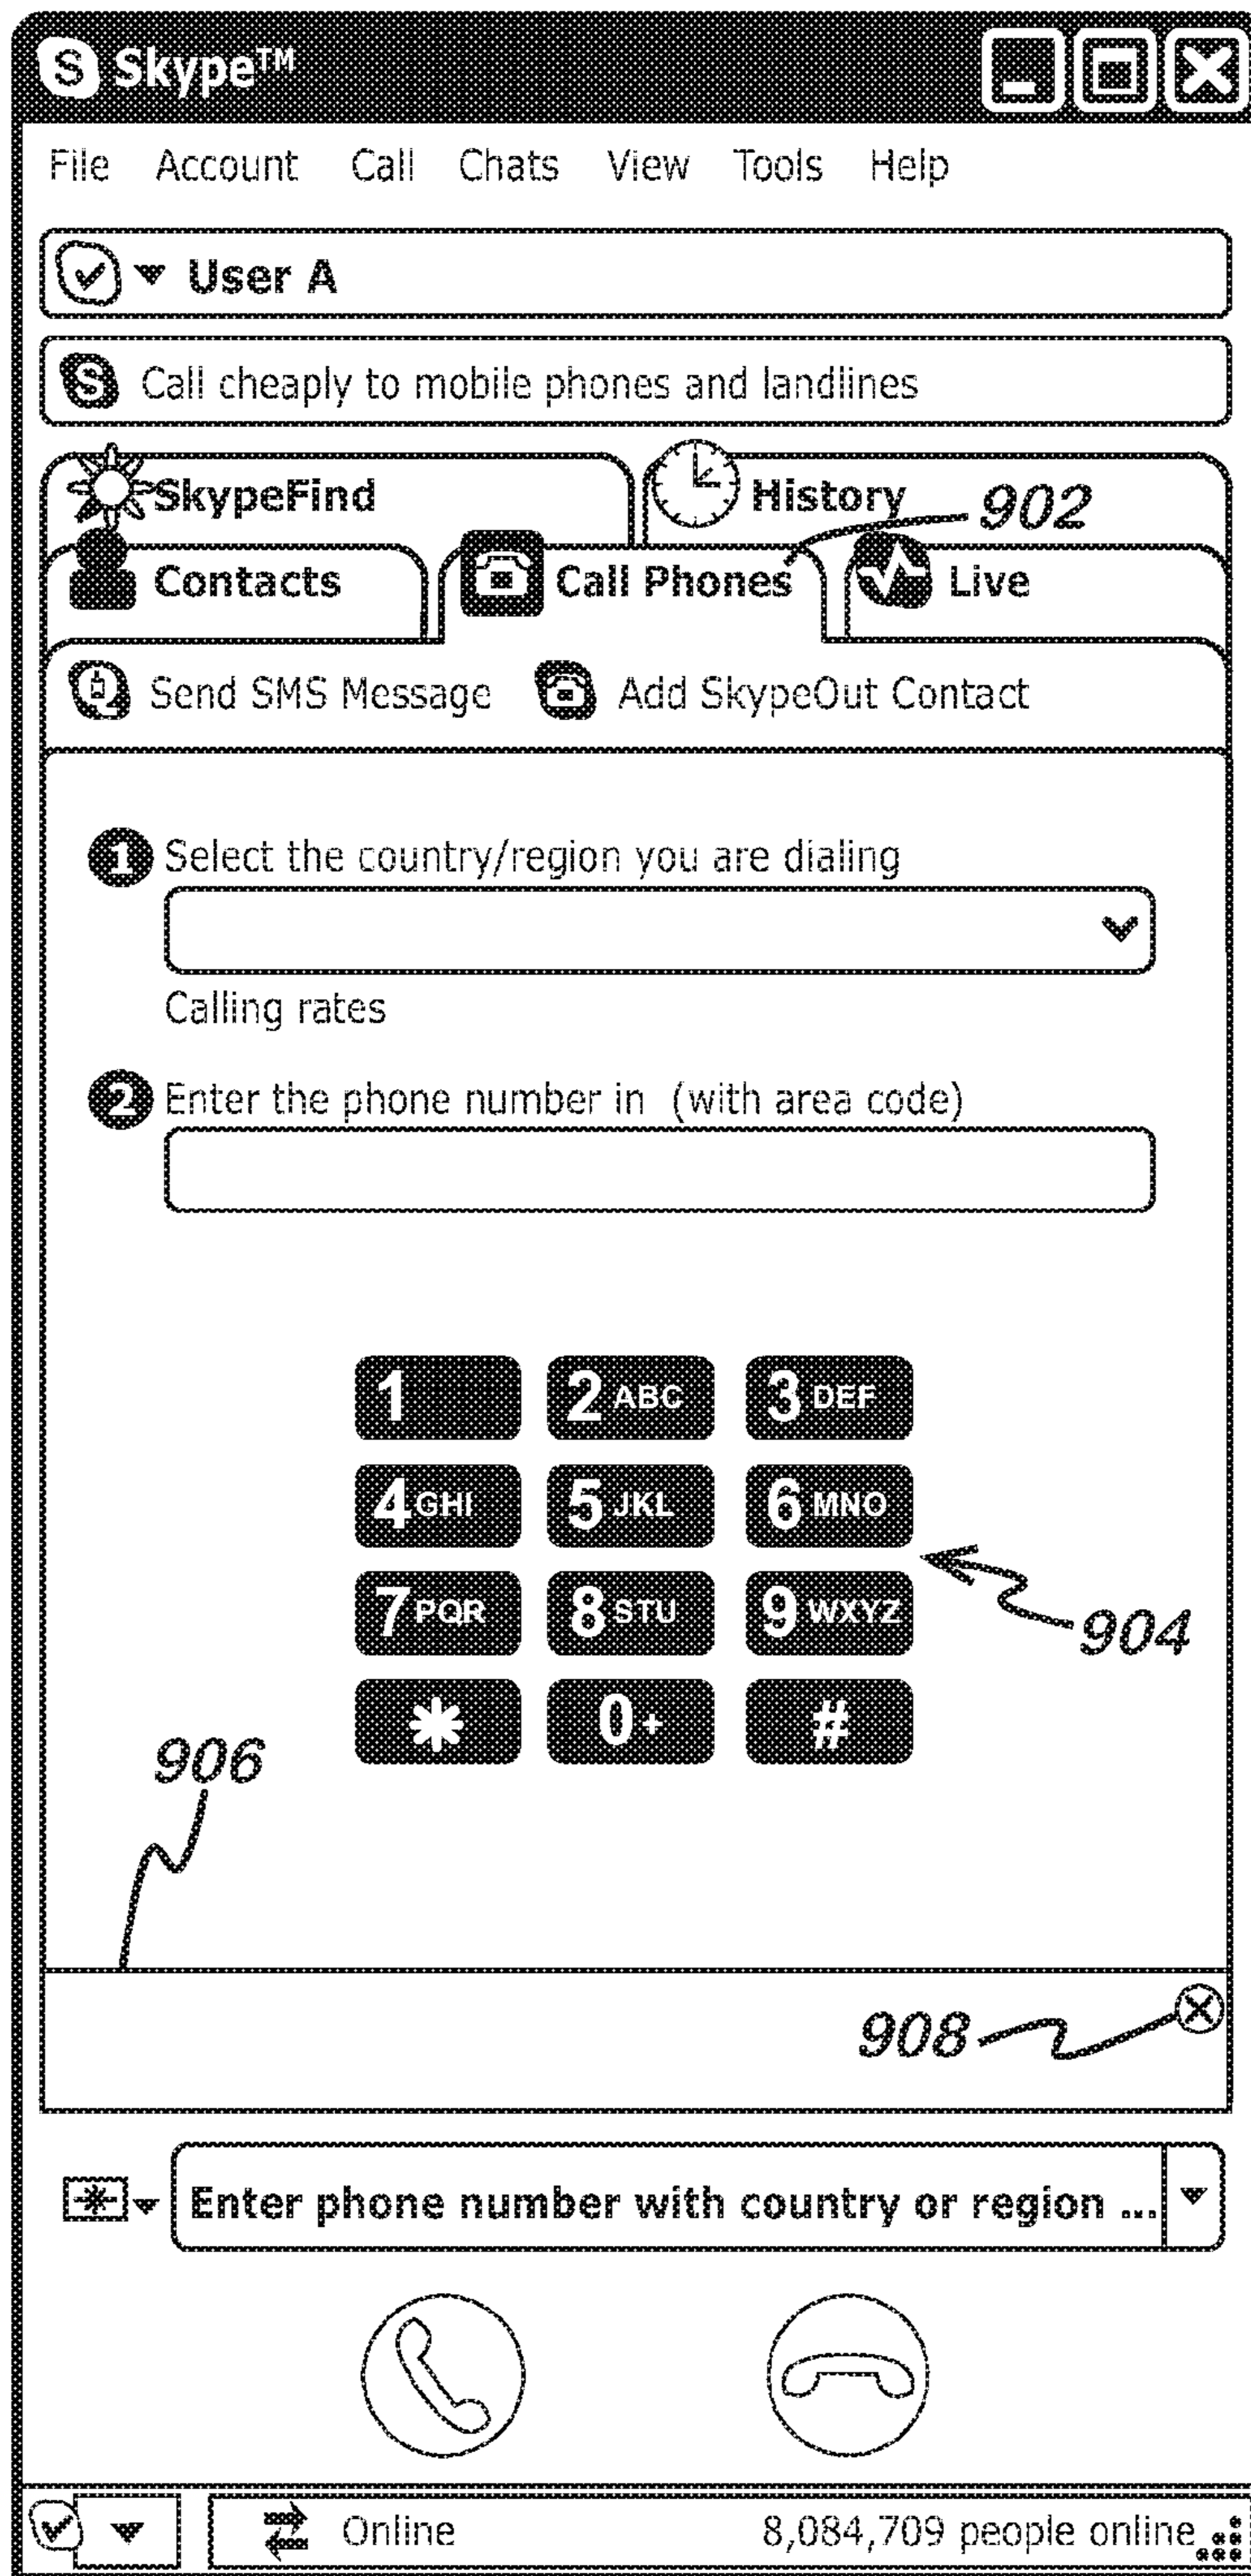 S Skype™
File Account Call Chats View Tools Help
User A
S Call cheaply to mobile phones and landlines
SkypeFind History
902
Contacts Call Phones Live
Send SMS Message Add SkypeOut Contact
1 Select the country/region you are dialing
Calling rates
2 Enter the phone number in (with area code)
1 2 ABC 3 DEF
4 GHI 5 JKL 6 MNO
7 PQR 8 STU 9 WXYZ
904
* 0+ #
906
908
Enter phone number with country or region ...
Online 8,084,709 people online